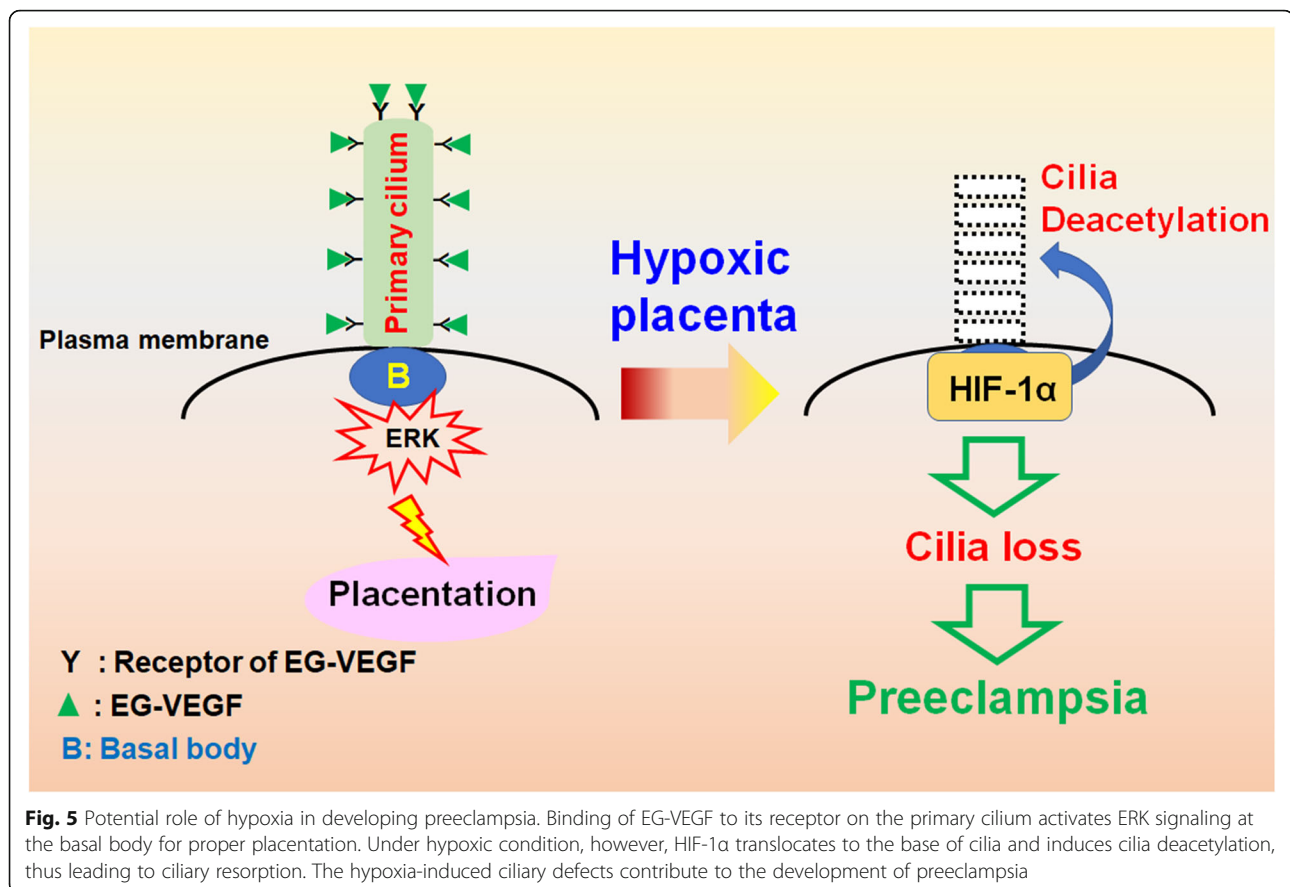 Primary cilium
Plasma membrane
B
ERK
Placentation
Y : Receptor of EG-VEGF
: EG-VEGF
B: Basal body
Hypoxic
placenta
Cilia
Deacetylation
HIF-1α
Cilia loss
Preeclampsia
Fig. 5 Potential role of hypoxia in developing preeclampsia. Binding of EG-VEGF to its receptor on the primary cilium activates ERK signaling at
the basal body for proper placentation. Under hypoxic condition, however, HIF-1α translocates to the base of cilia and induces cilia deacetylation,
thus leading to ciliary resorption. The hypoxia-induced ciliary defects contribute to the development of preeclampsia